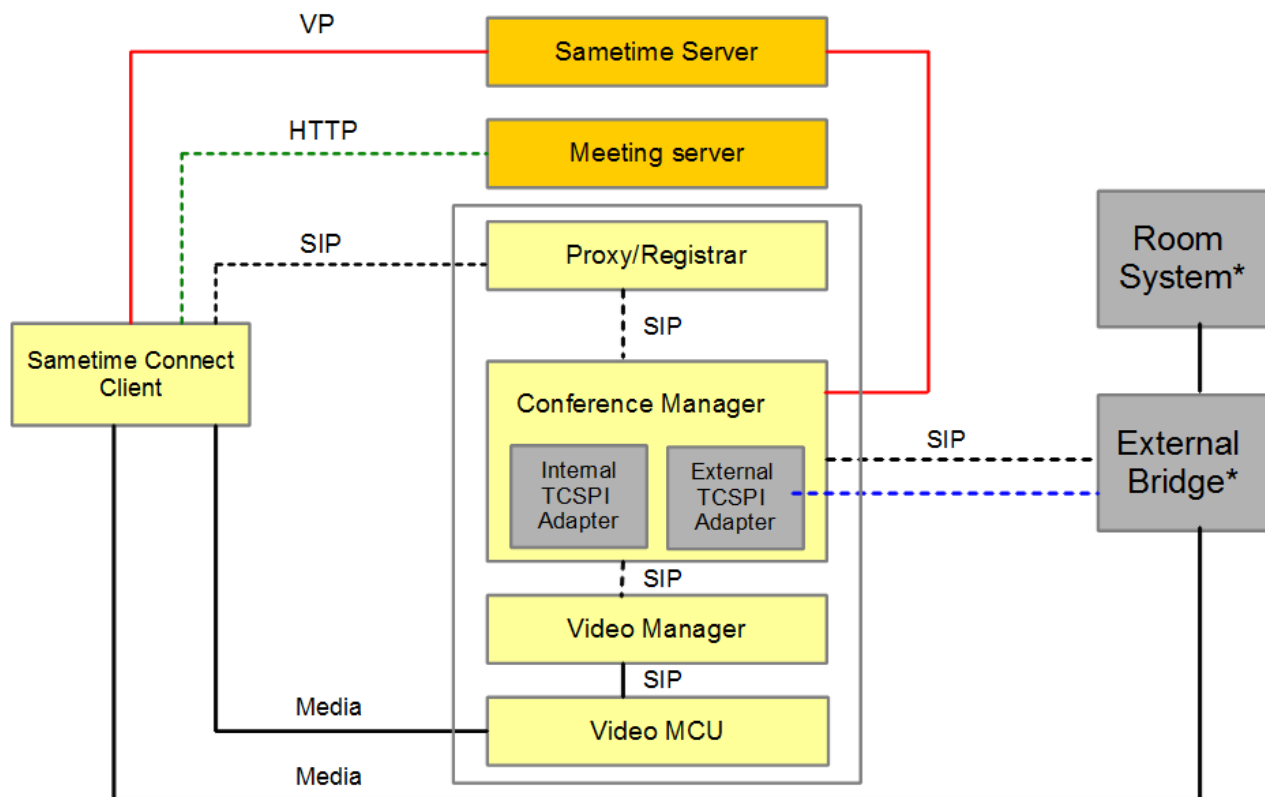 VP
Sametime Server
HTTP
Meeting server
SIP
Proxy/Registrar
Room
System*
SIP
Sametime Connect
Client
Conference Manager
SIP
External
Bridge*
Internal
TCSPI
Adapter
External
TCSPI
Adapter
SIP
Video Manager
SIP
Media
Video MCU
Media